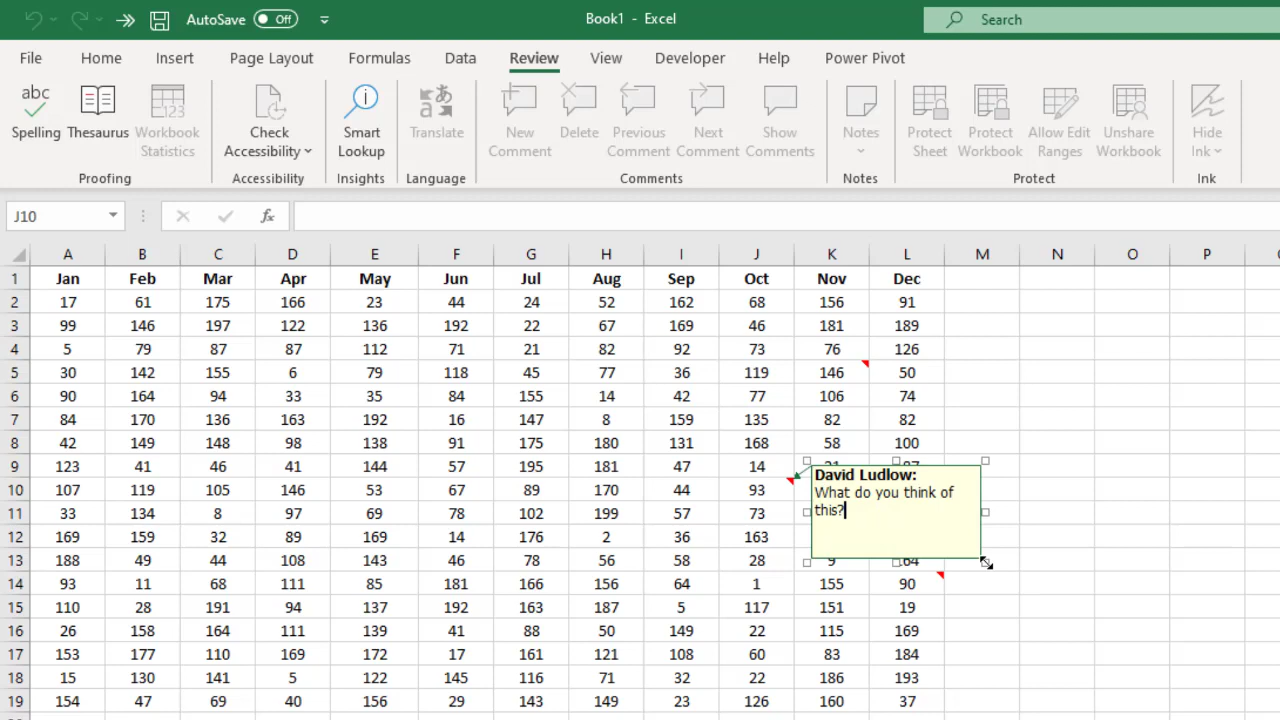 AutoSave Off Book1 - Excel Search
File Home Insert Page Layout Formulas Data Review View Developer Help Power Pivot
abc
Spelling Thesaurus Workbook Statistics
Check Accessibility
Smart Lookup
Translate
New Comment Delete Previous Comment Next Comment Show Comments
Notes
Protect Sheet Protect Workbook Allow Edit Ranges Unshare Workbook
Hide Ink
Proofing Accessibility Insights Language Comments Notes Protect Ink
J10 fx
A B C D E F G H I J K L M N O P
1 Jan Feb Mar Apr May Jun Jul Aug Sep Oct Nov Dec
2 17 61 175 166 23 44 24 52 162 68 156 91
3 99 146 197 122 136 192 22 67 169 46 181 189
4 5 79 87 87 112 71 21 82 92 73 76 126
5 30 142 155 6 79 118 45 77 36 119 146 50
6 90 164 94 33 35 84 155 14 42 77 106 74
7 84 170 136 163 192 16 147 8 159 135 82 82
8 42 149 148 98 138 91 175 180 131 168 58 100
9 123 41 46 41 144 57 195 181 47 14
10 107 119 105 146 53 67 89 170 44 93
11 33 134 8 97 69 78 102 199 57 73
12 169 159 32 89 169 14 176 2 36 163
13 188 49 44 108 143 46 78 56 58 28 9
14 93 11 68 111 85 181 166 156 64 1 155 90
15 110 28 191 94 137 192 163 187 5 117 151 19
16 26 158 164 111 139 41 88 50 149 22 115 169
17 153 177 110 169 172 17 161 121 108 60 83 184
18 15 130 141 5 122 145 116 71 32 22 186 193
19 154 47 69 40 156 29 143 149 23 126 160 37
David Ludlow:
What do you think of
this?